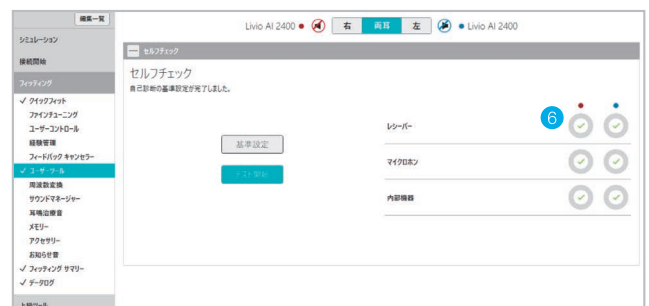 編集一覧
Livio AI 2400
右
両耳
左
Livio AI 2400
シミュレーション
接続開始
フィッティング
クイックフィット
ファインチューニング
ユーザーコントロール
経験管理
フィードバック キャンセラー
ユーザーツール
周波数変換
サウンドマネージャー
耳鳴治療音
メモリー
アクセサリー
お知らせ音
フィッティング サマリー
データログ
セルフチェック
セルフチェック
自己診断の基準設定が完了しました。
基準設定
テスト開始
6
レシーバー
マイクロホン
内部機器